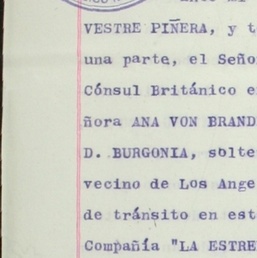 VESTRE PIÑERA, y t
una parte, el Seño
Cónsul Británico e
ñora ANA VON BRAND
D. BURGONIA, solte
vecino de Los Ange
de tránsito en est
Compañía "LA ESTRE